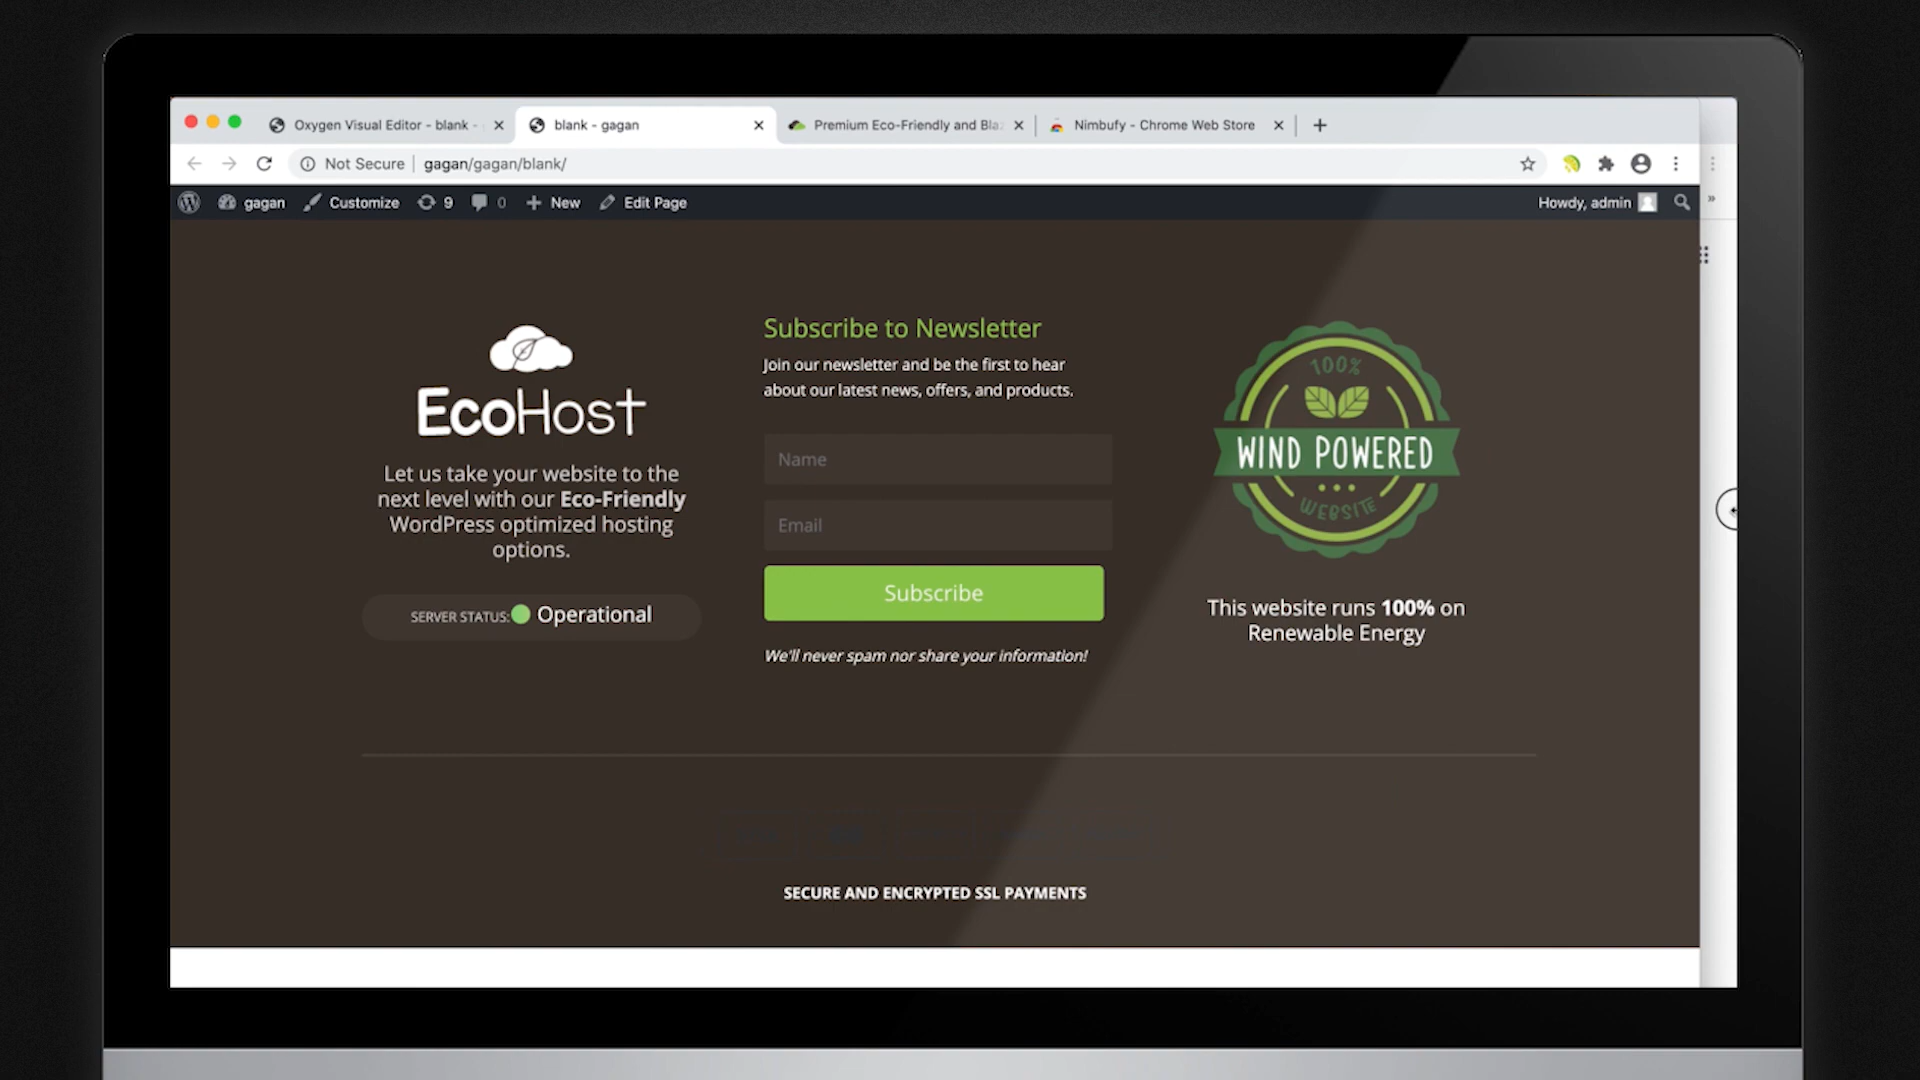 Oxygen Visual Editor - blank -
blank - gagan
Premium Eco-Friendly and Bla
Nimbufy - Chrome Web Store
Not Secure
gagan/gagan/blank/
gagan
Customize
9
0
New
Edit Page
Howdy, admin
EcoHost
Let us take your website to the
next level with our Eco-Friendly
WordPress optimized hosting
options.
SERVER STATUS: Operational
Subscribe to Newsletter
Join our newsletter and be the first to hear
about our latest news, offers, and products.
Name
Email
Subscribe
We'll never spam nor share your information!
100%
WIND POWERED
WEBSITE
This website runs 100% on
Renewable Energy
SECURE AND ENCRYPTED SSL PAYMENTS